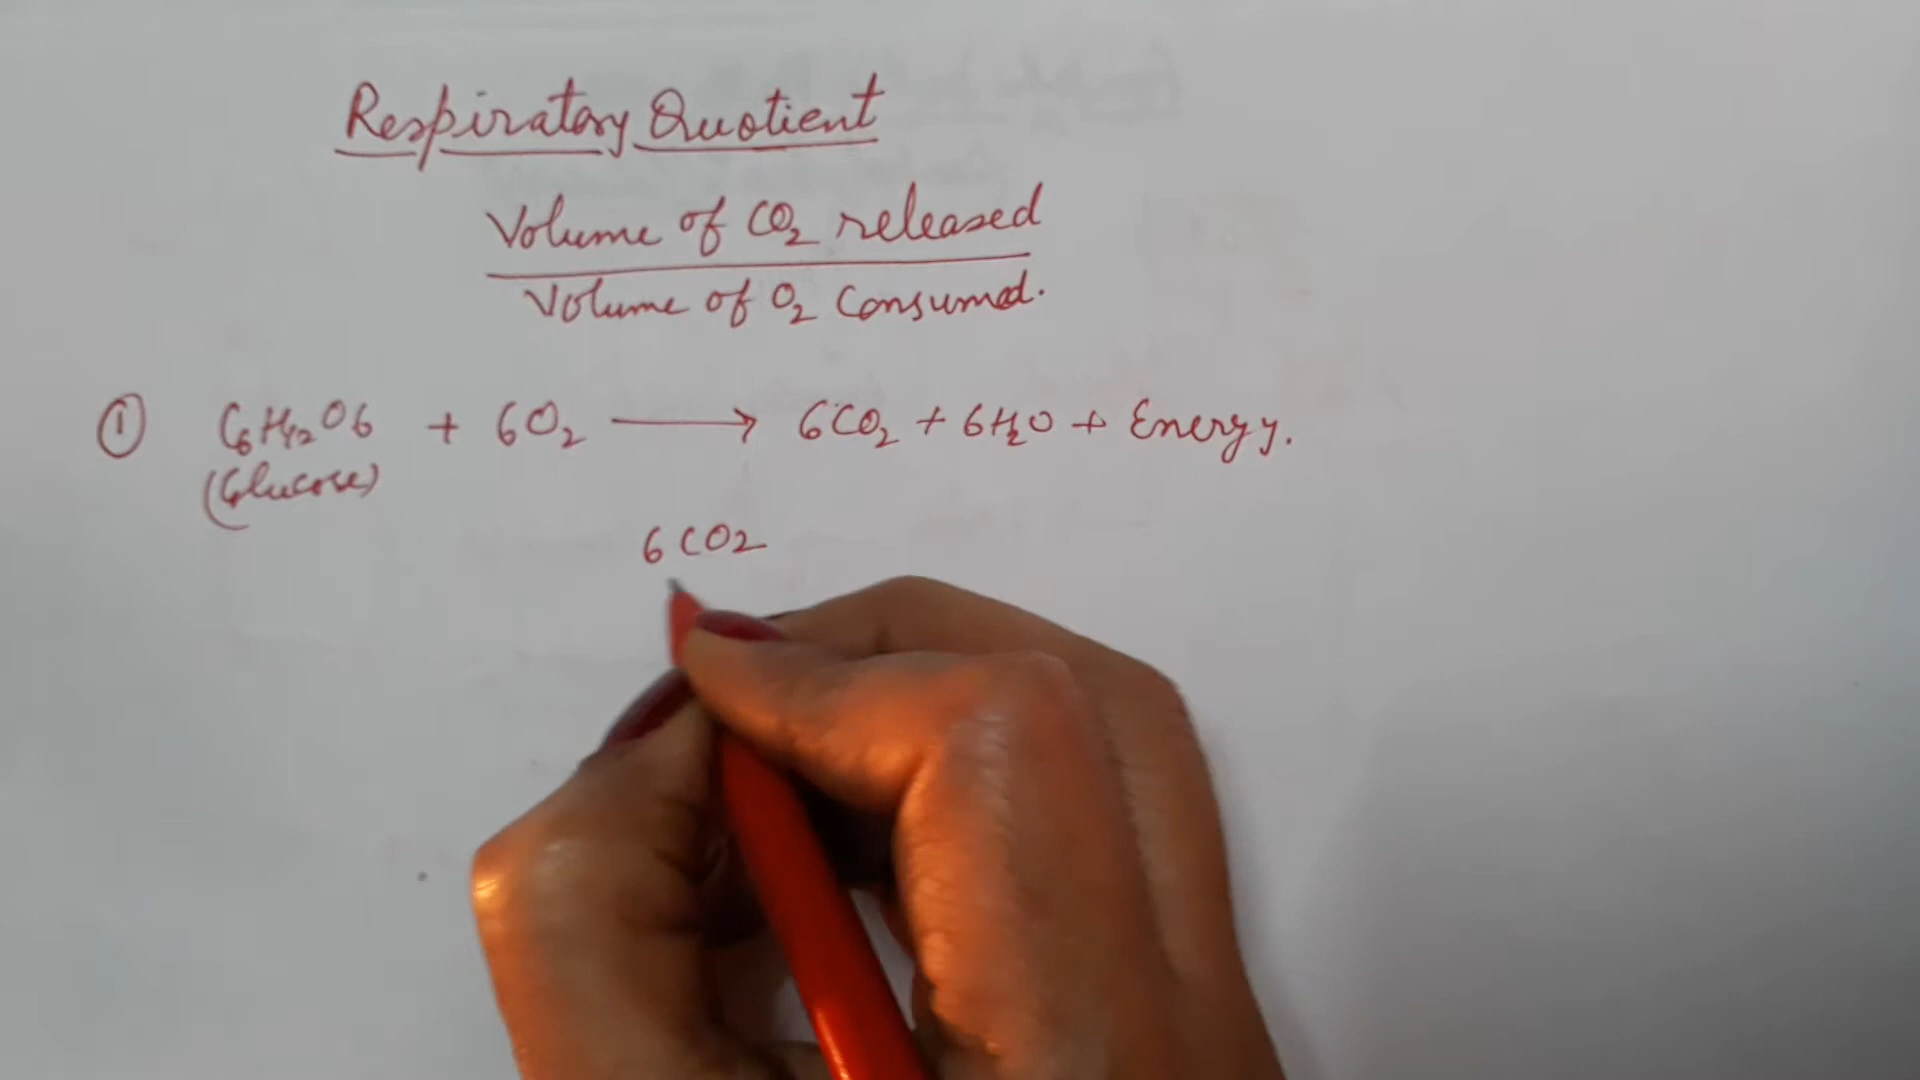 Respiratory Quotient
Volume of CO2 released
Volume of O2 Consumed.
① C6H12O6 + 6O2 → 6CO2 + 6H2O + Energy.
(Glucose)
6CO2